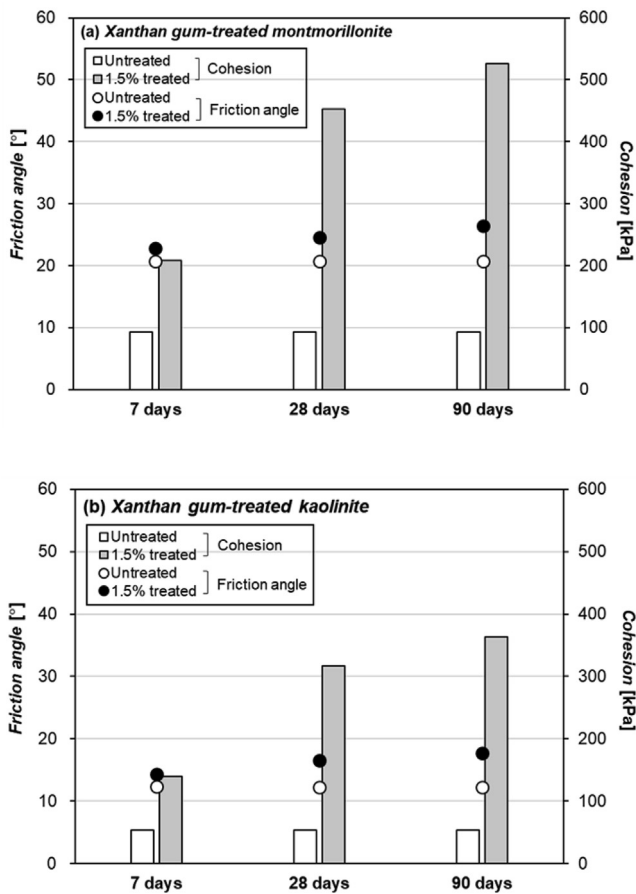 (a) Xanthan gum-treated montmorillonite
Untreated
1.5% treated
Cohesion
Untreated
1.5% treated
Friction angle
Friction angle [°]
60
50
40
30
20
10
0
Cohesion [kPa]
600
500
400
300
200
100
0
7 days
28 days
90 days
(b) Xanthan gum-treated kaolinite
Untreated
1.5% treated
Cohesion
Untreated
1.5% treated
Friction angle
Friction angle [°]
60
50
40
30
20
10
0
Cohesion [kPa]
600
500
400
300
200
100
0
7 days
28 days
90 days